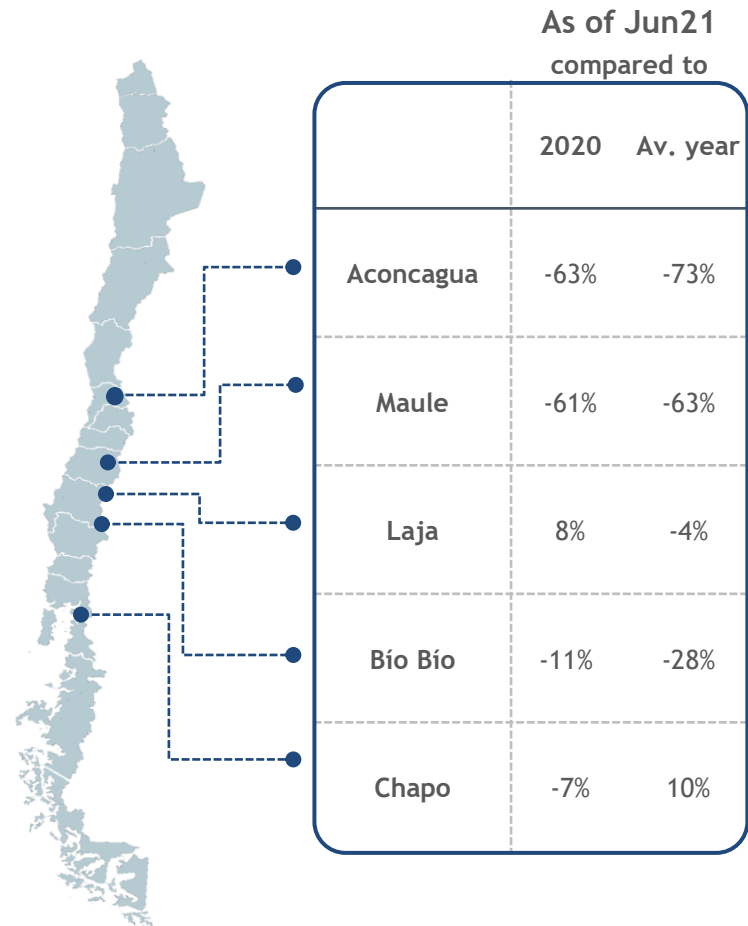 As of Jun21
compared to
2020 Av. year
Aconcagua -63% -73%
Maule -61% -63%
Laja 8% -4%
Bío Bío -11% -28%
Chapo -7% 10%